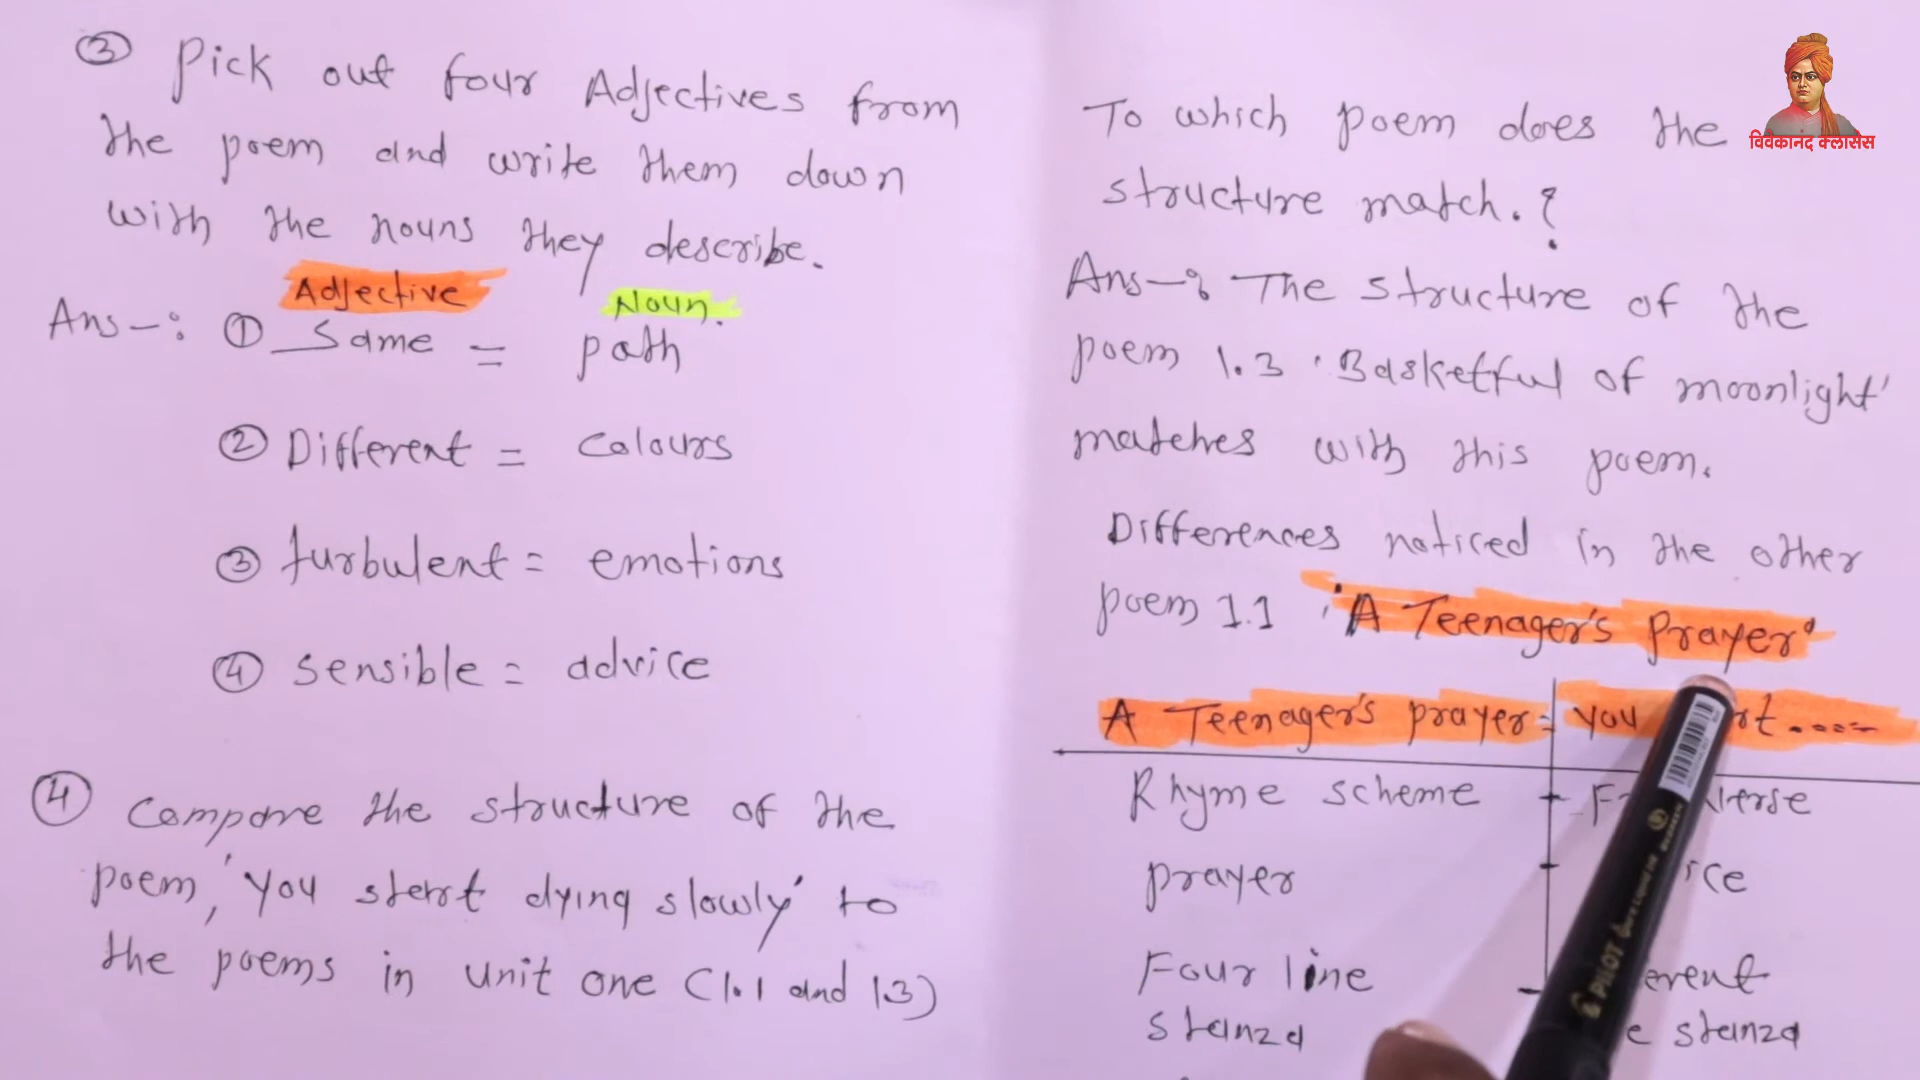 ③ Pick out four Adjectives from
the poem and write them down
with the nouns they describe.
Adjective Noun.
Ans-: ① Same = path
② Different = Colours
③ turbulent = emotions
④ Sensible = advice
④ Compare the structure of the
poem, 'You start dying slowly' to
the poems in unit one (1.1 and 1.3)
To which poem does the
structure match.?
Ans-: The structure of the
poem 1.3 'Basketful of moonlight'
matches with this poem.
Differences noticed in the other
poem 1.1 'A Teenager's Prayer'
A Teenager's prayer = You
Rhyme scheme
prayer
Four line stanza
stanza
विवेकानंद क्लासेस
PILOT